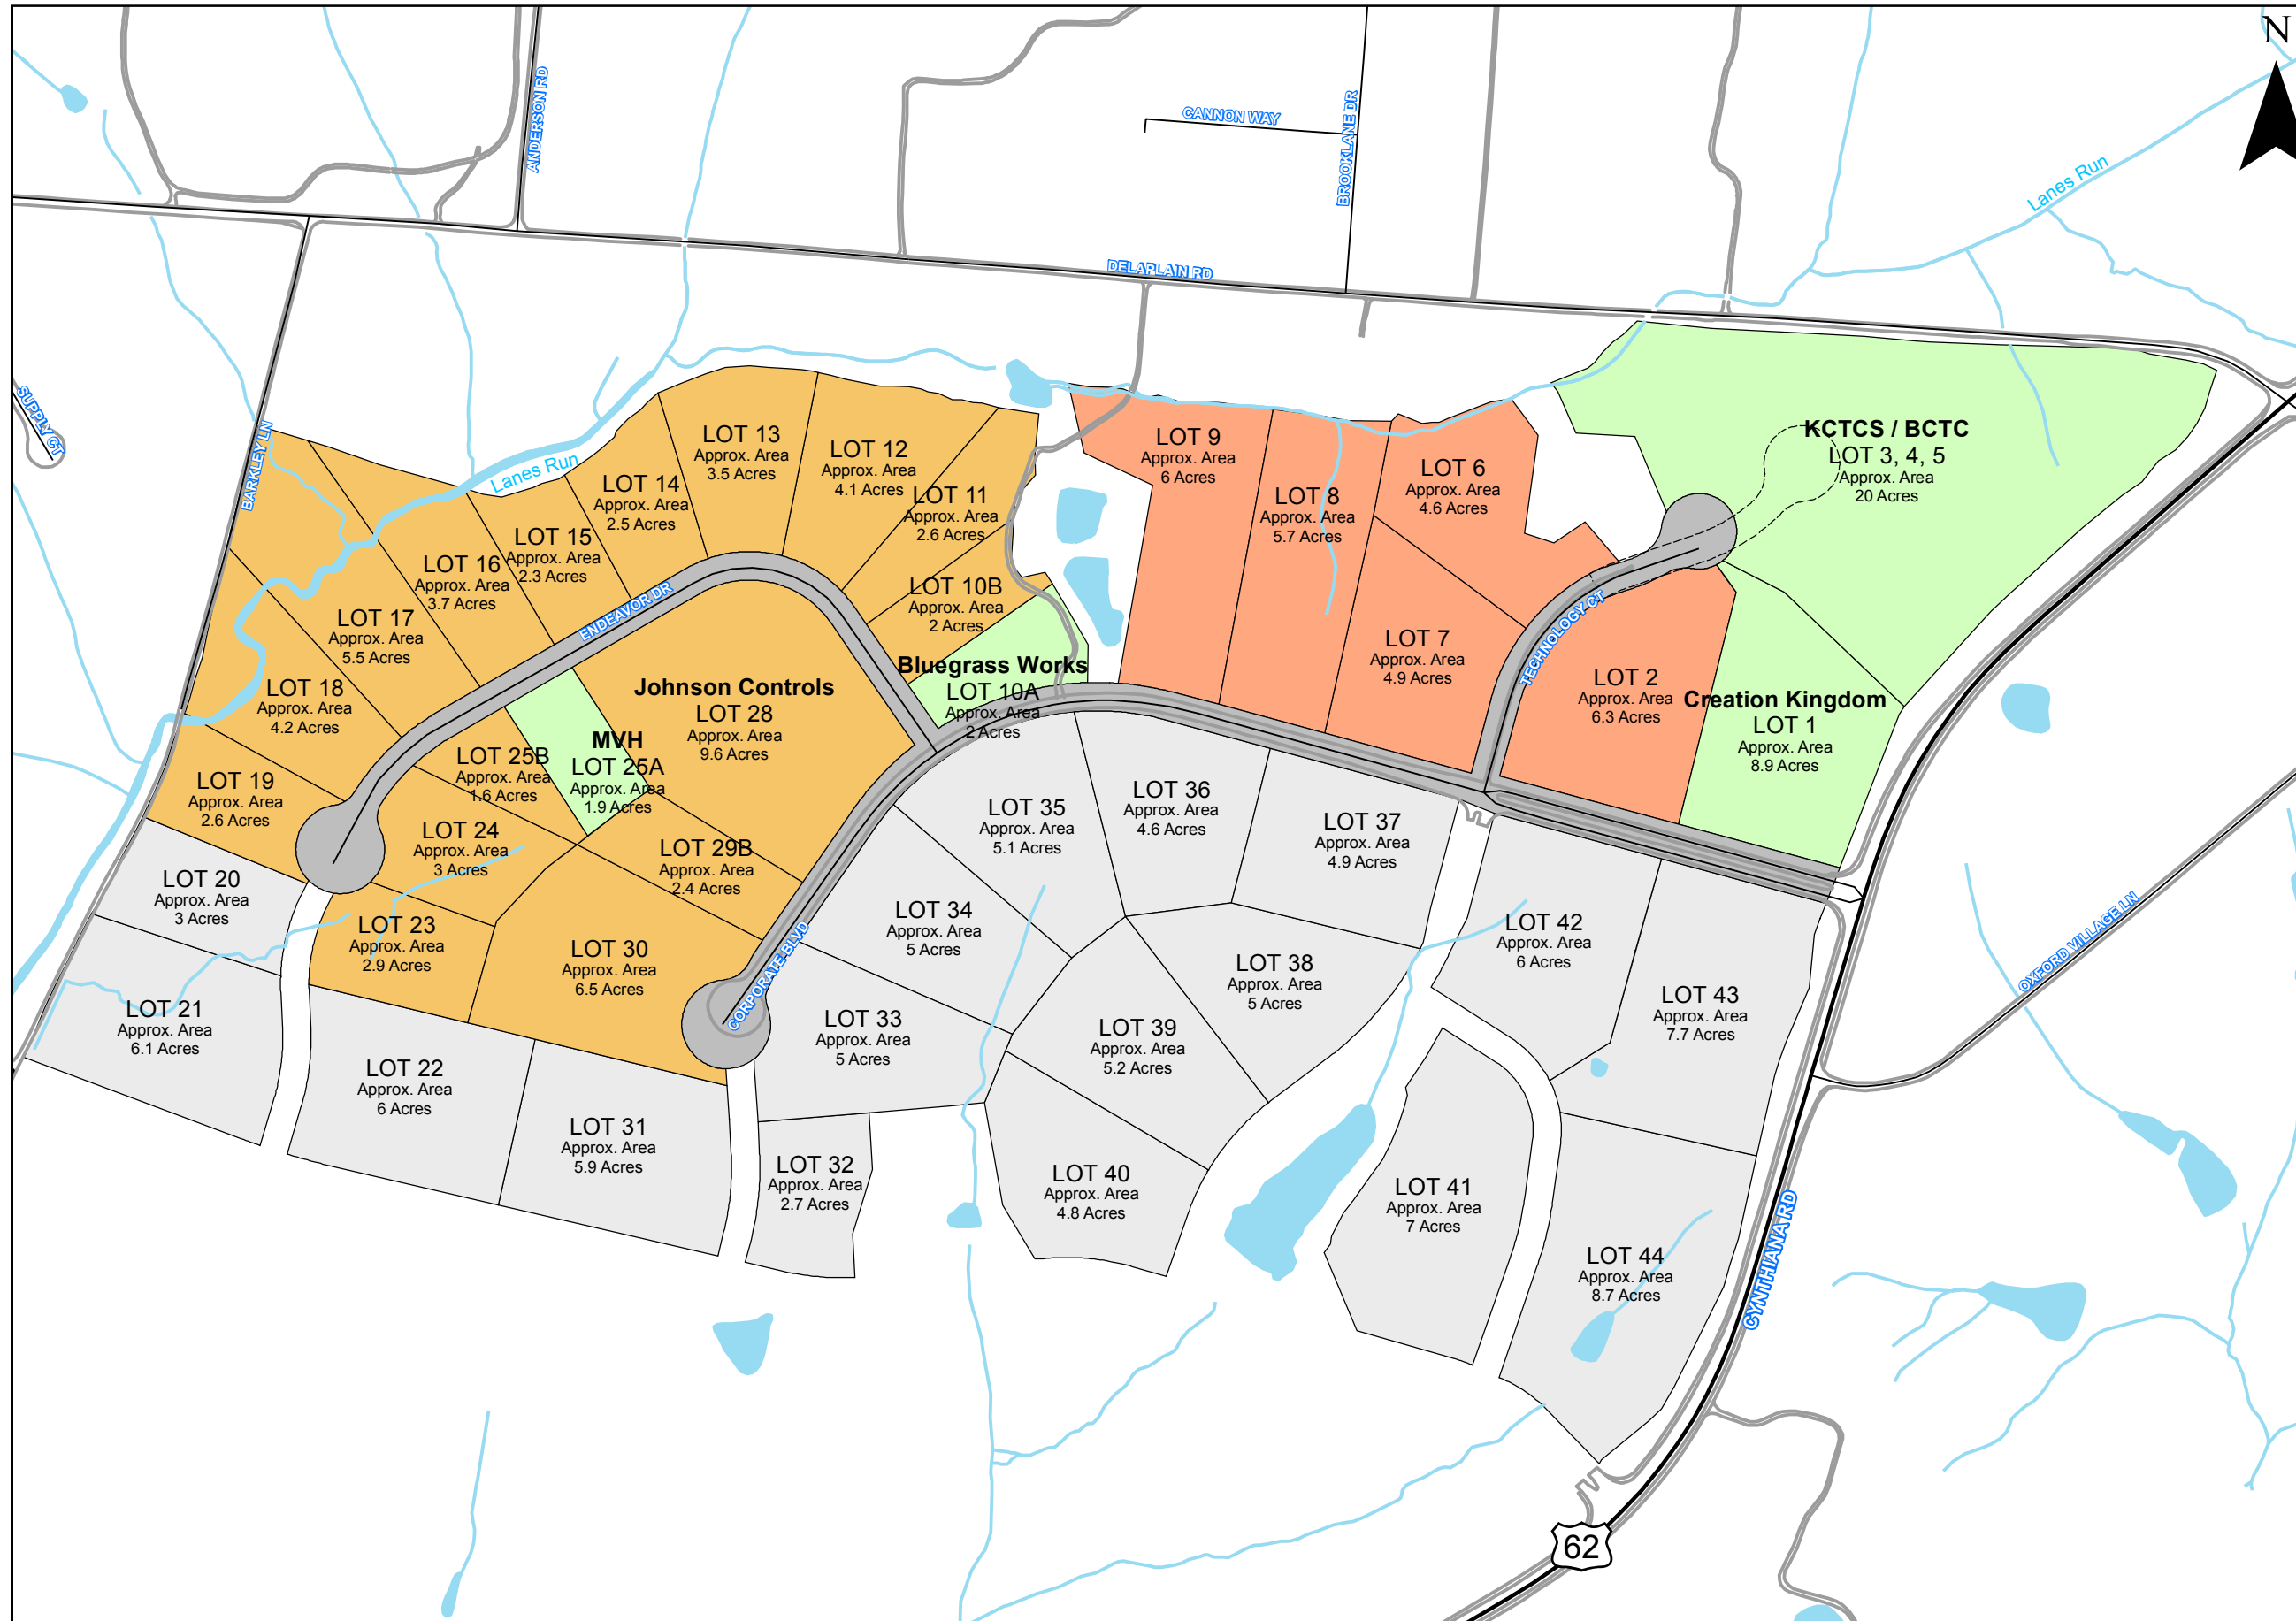 N
ANDERSON RD
CANNON WAY
BROOKLANE DR
Lanes Run
DELAPLAIN RD
SUPPLY CT
BARKLEY LN
Lanes Run
LOT 13
Approx. Area
3.5 Acres
LOT 12
Approx. Area
4.1 Acres
LOT 9
Approx. Area
6 Acres
KCTCS / BCTC
LOT 3, 4, 5
Approx. Area
20 Acres
LOT 14
Approx. Area
2.5 Acres
LOT 11
Approx. Area
2.6 Acres
LOT 8
Approx. Area
5.7 Acres
LOT 6
Approx. Area
4.6 Acres
LOT 15
Approx. Area
2.3 Acres
LOT 16
Approx. Area
3.7 Acres
LOT 17
Approx. Area
5.5 Acres
ENDEAVOR DR
LOT 10B
Approx. Area
2 Acres
LOT 7
Approx. Area
4.9 Acres
TECHNOLOGY CT
LOT 18
Approx. Area
4.2 Acres
Johnson Controls
LOT 28
Approx. Area
9.6 Acres
Bluegrass Works
LOT 10A
Approx. Area
2 Acres
LOT 2
Approx. Area
6.3 Acres
Creation Kingdom
LOT 1
Approx. Area
8.9 Acres
LOT 19
Approx. Area
2.6 Acres
LOT 25B
Approx. Area
1.6 Acres
MVH
LOT 25A
Approx. Area
1.9 Acres
LOT 24
Approx. Area
3 Acres
LOT 29B
Approx. Area
2.4 Acres
LOT 35
Approx. Area
5.1 Acres
LOT 36
Approx. Area
4.6 Acres
LOT 37
Approx. Area
4.9 Acres
LOT 20
Approx. Area
3 Acres
LOT 23
Approx. Area
2.9 Acres
LOT 30
Approx. Area
6.5 Acres
CORPORATE BLVD
LOT 34
Approx. Area
5 Acres
LOT 42
Approx. Area
6 Acres
OXFORD VILLAGE LN
LOT 21
Approx. Area
6.1 Acres
LOT 33
Approx. Area
5 Acres
LOT 38
Approx. Area
5 Acres
LOT 43
Approx. Area
7.7 Acres
LOT 22
Approx. Area
6 Acres
LOT 39
Approx. Area
5.2 Acres
LOT 31
Approx. Area
5.9 Acres
LOT 32
Approx. Area
2.7 Acres
LOT 40
Approx. Area
4.8 Acres
LOT 41
Approx. Area
7 Acres
LOT 44
Approx. Area
8.7 Acres
CYNTHIANA RD
62